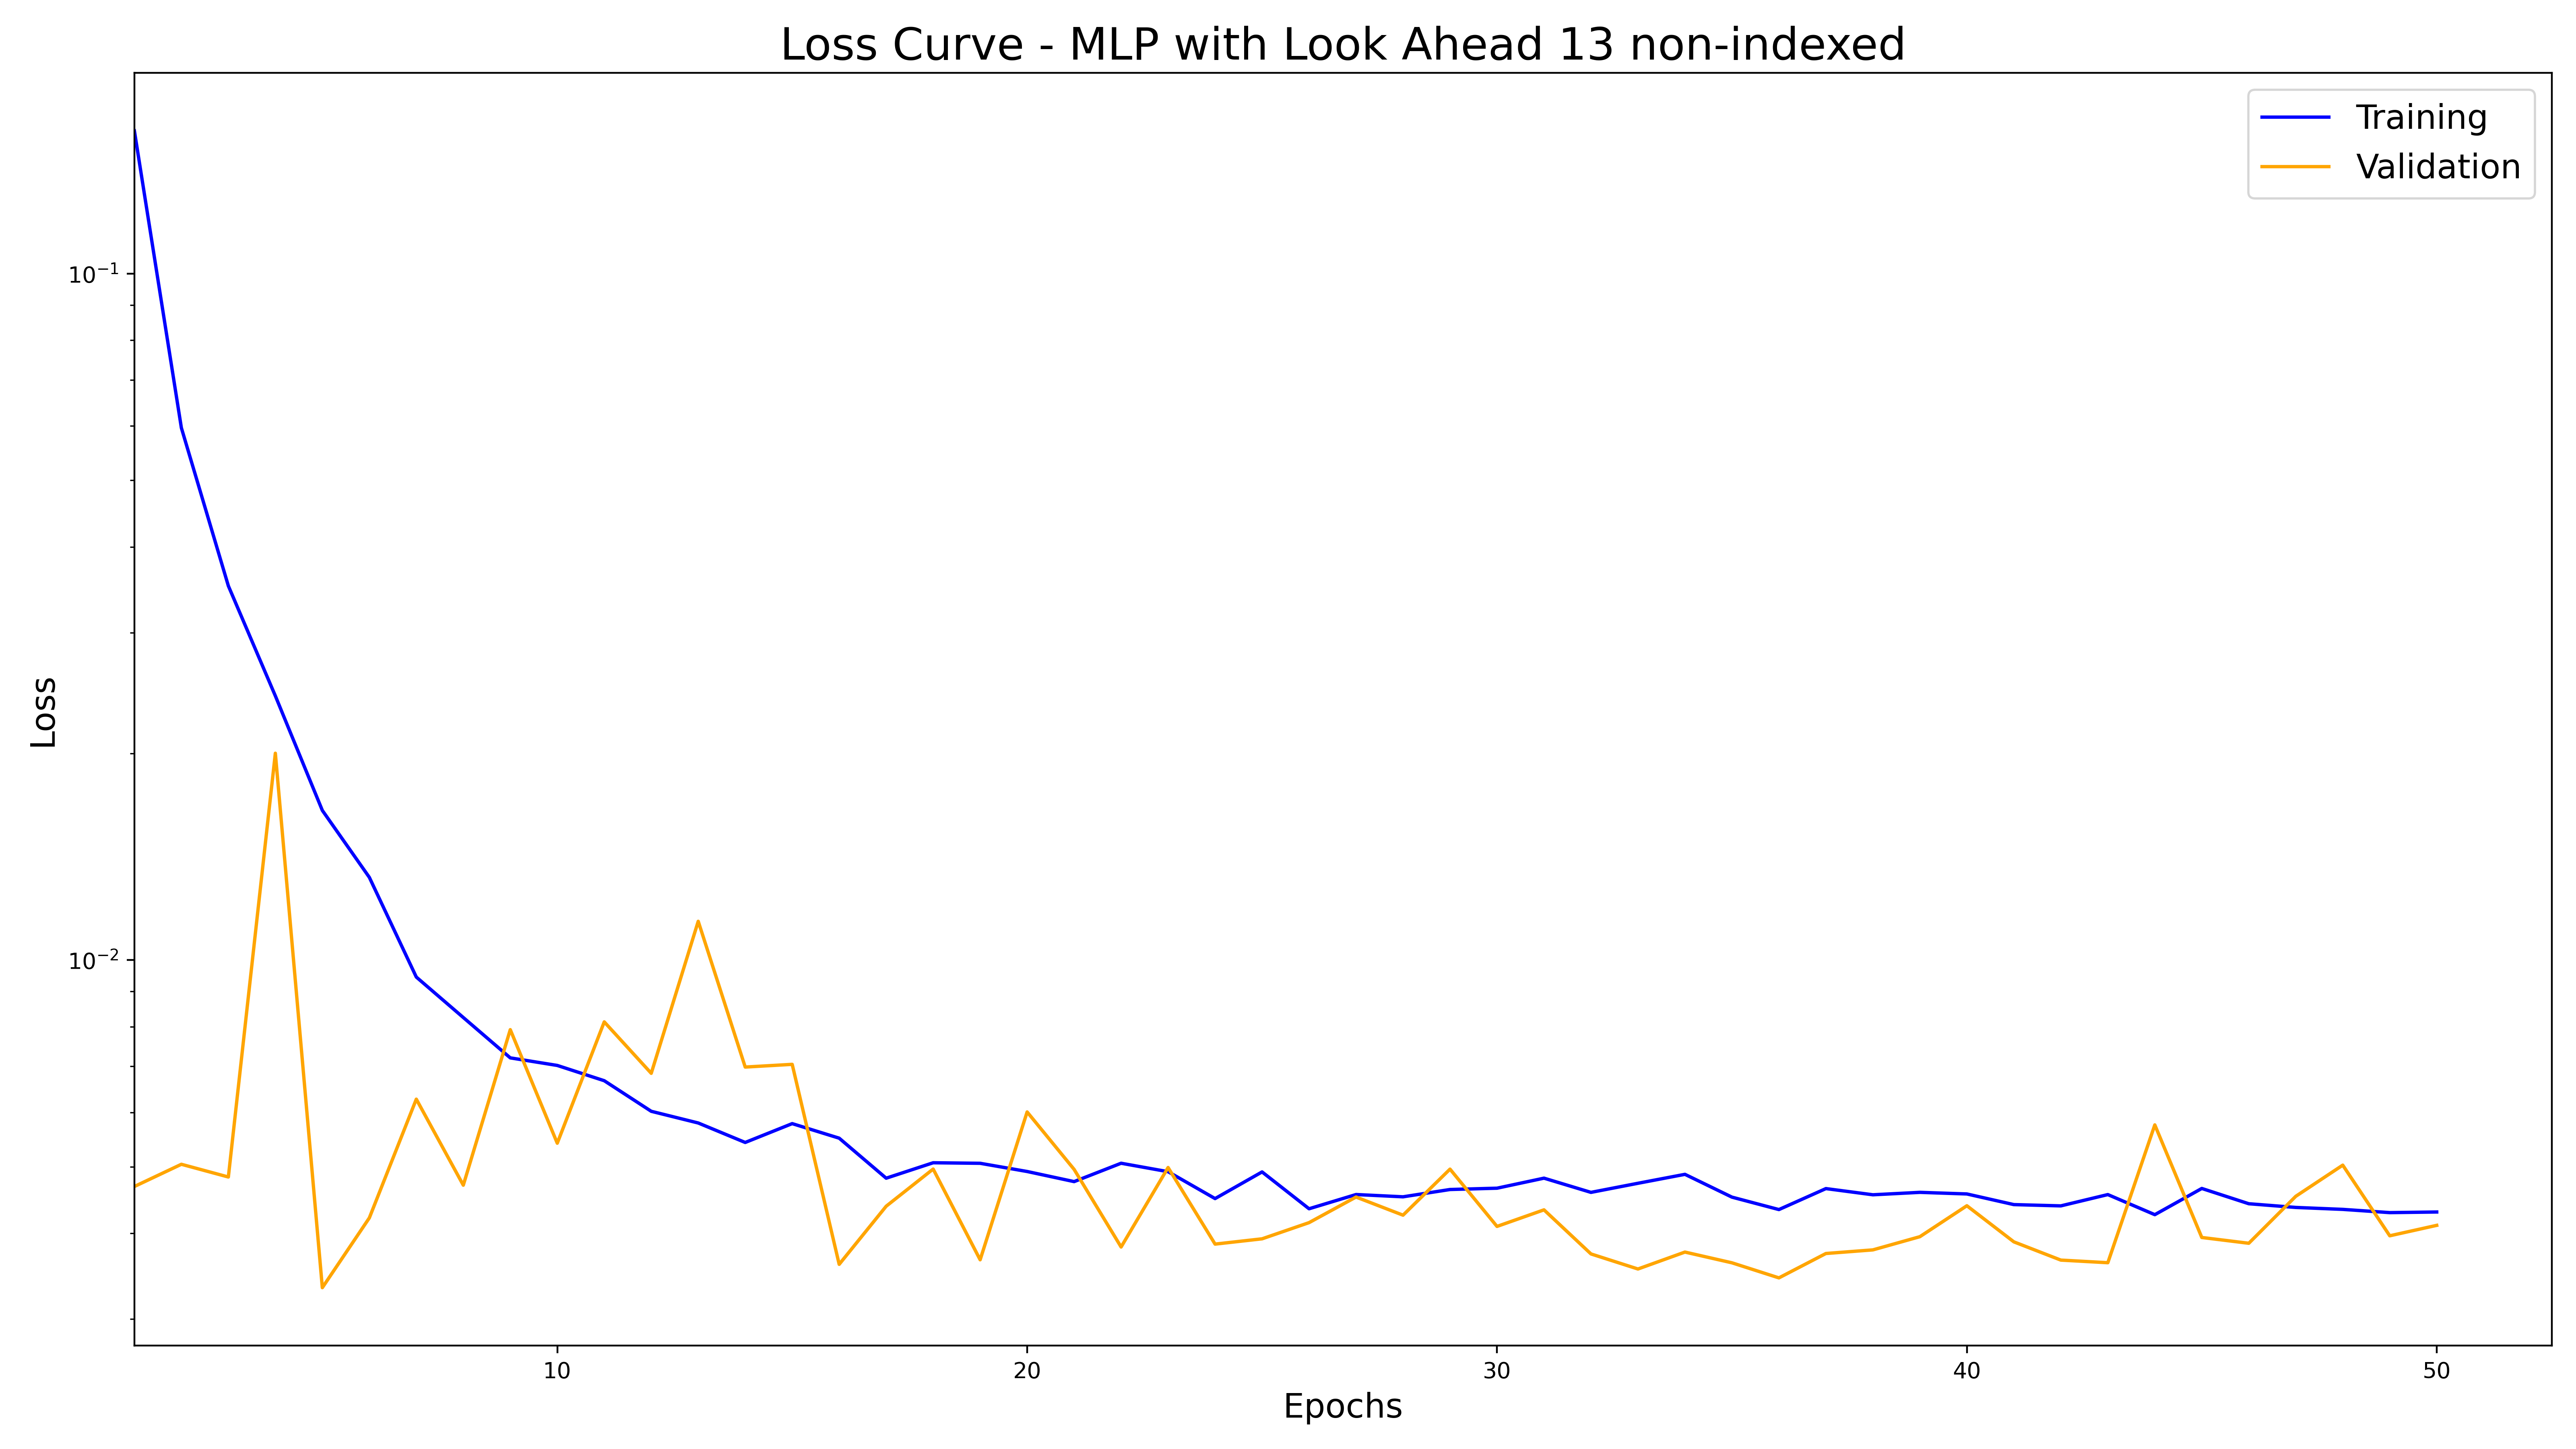 Loss Curve - MLP with Look Ahead 13 non-indexed
Training
Validation
10⁻¹
10⁻²
Loss
10 20 30 40 50
Epochs